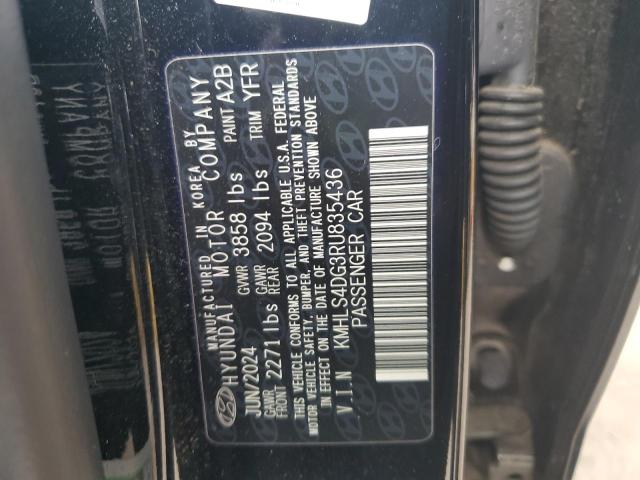 MANUFACTURED IN KOREA BY
HYUNDAI MOTOR COMPANY
JUN/2024 GVWR 3858 lbs PAINT A2B
GAWR FRONT 2271 lbs GAWR REAR 2094 lbs TRIM YFR
THIS VEHICLE CONFORMS TO ALL APPLICABLE U.S.A. FEDERAL
MOTOR VEHICLE SAFETY, BUMPER, AND THEFT PREVENTION STANDARDS
IN EFFECT ON THE DATE OF MANUFACTURE SHOWN ABOVE
V.I.N KMHLS4DG3RU835436
PASSENGER CAR